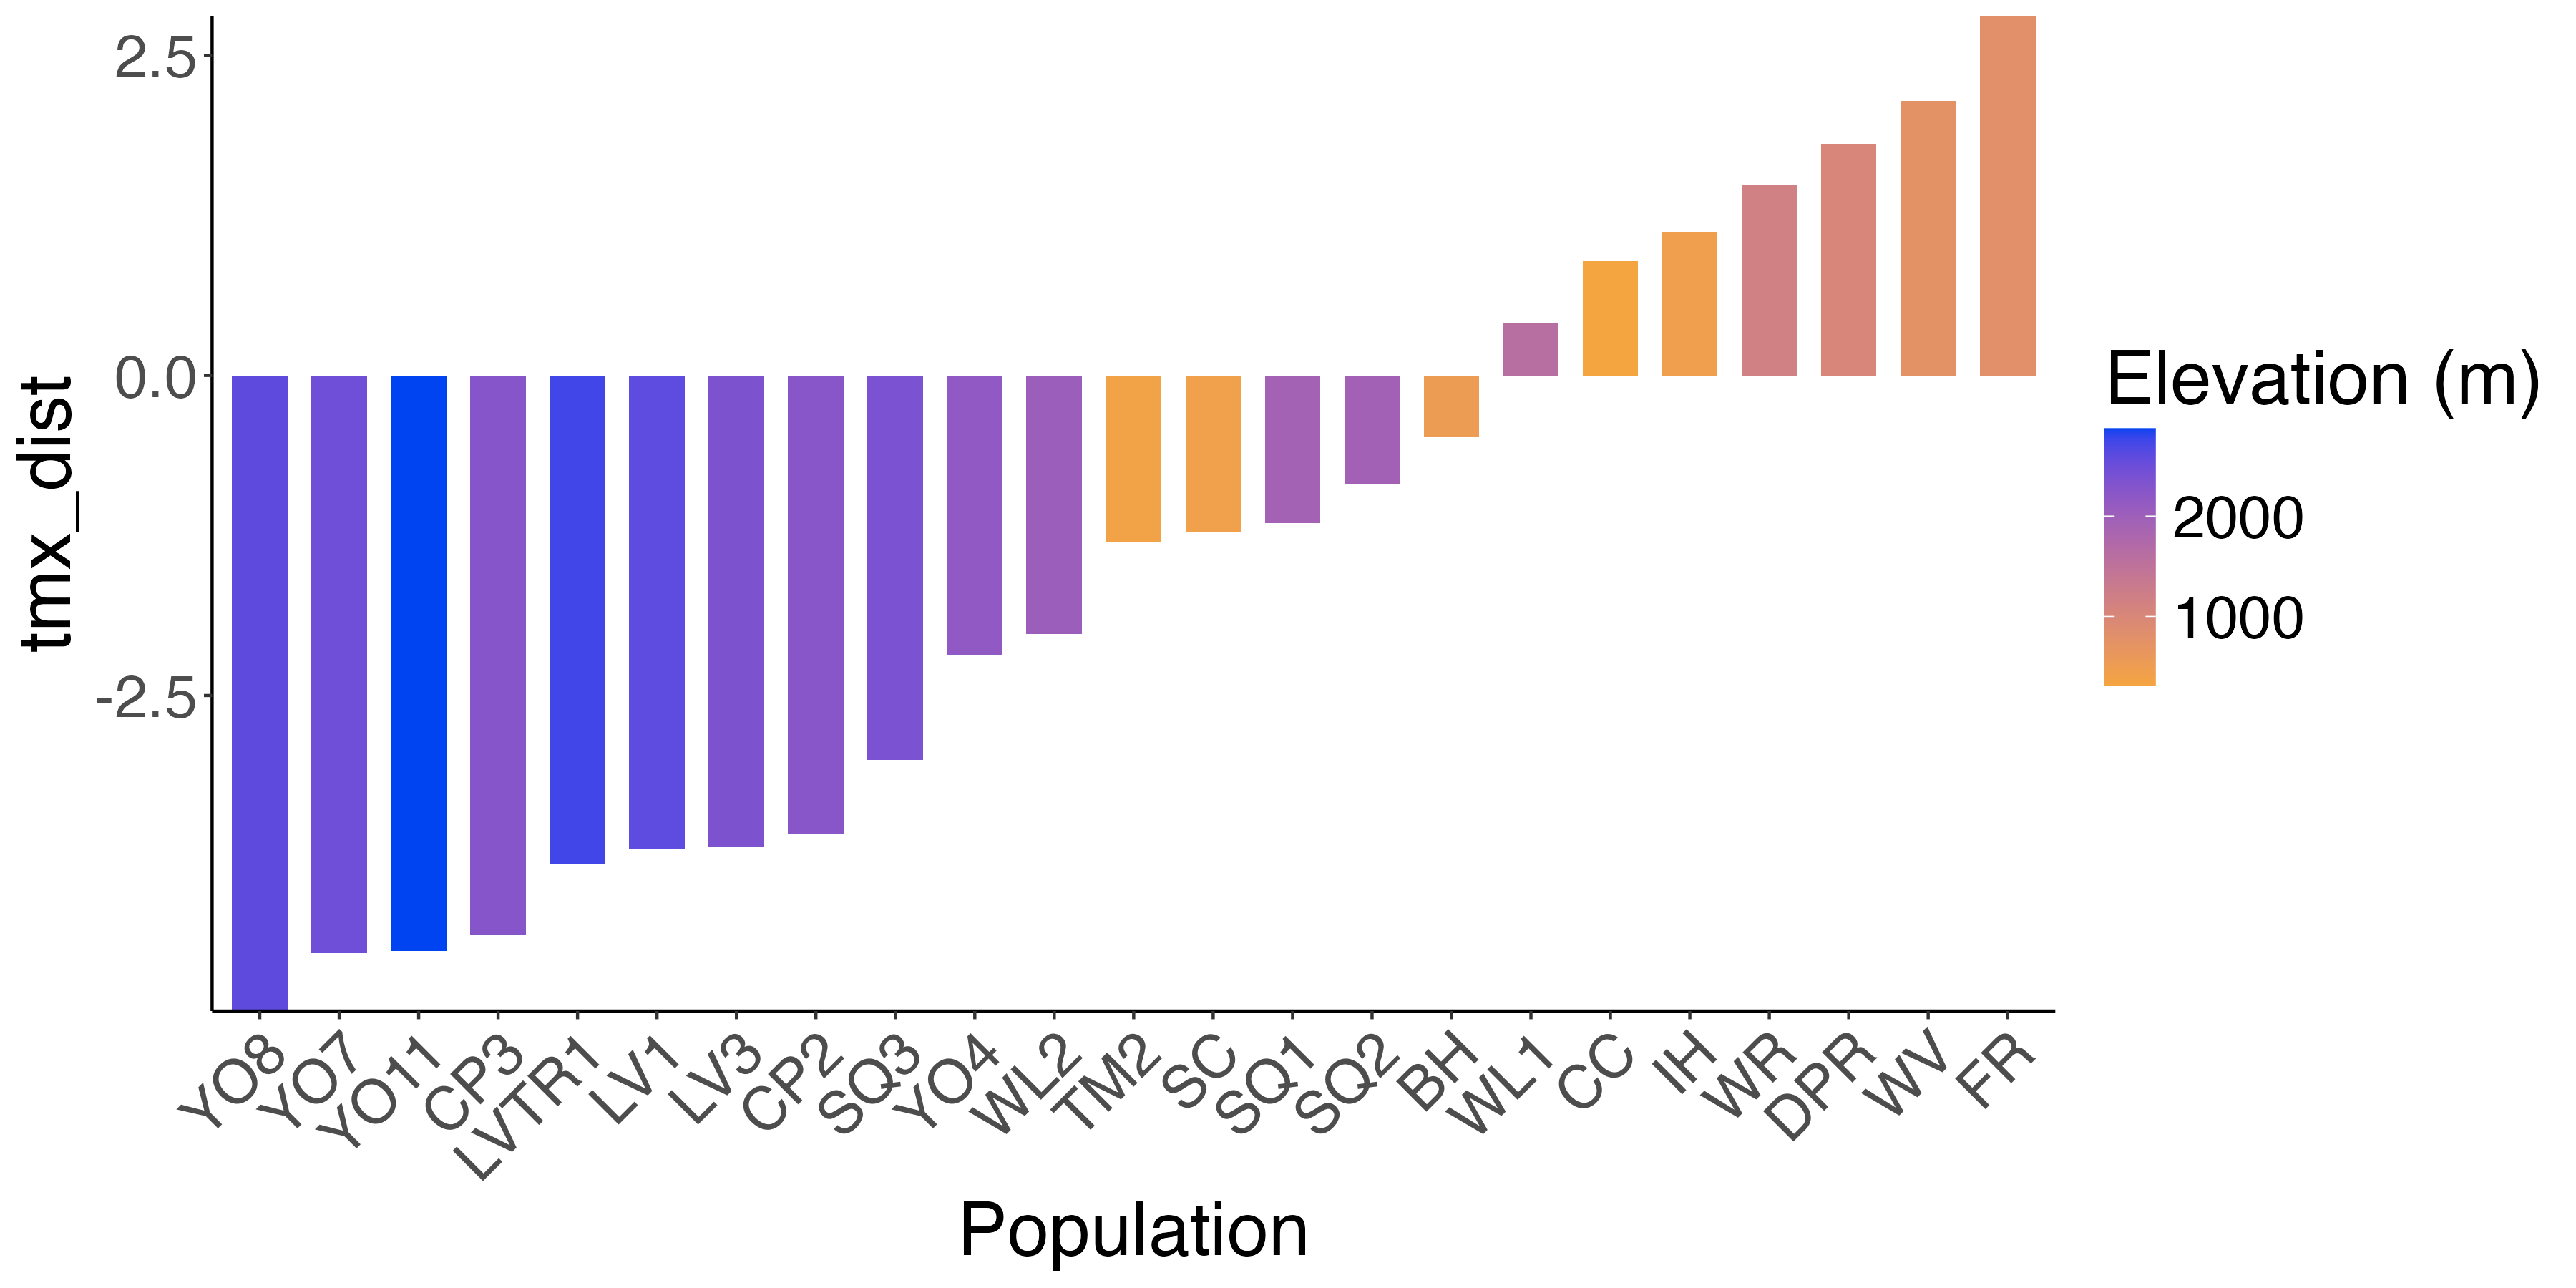 tmx_dist
2.5
0.0
-2.5
YO8
YO7
YO11
CP3
LVTR1
LV1
LV3
CP2
SQ3
YO4
WL2
TM2
SC
SQ1
SQ2
BH
WL1
CC
IH
WR
DPR
WV
FR
Population
Elevation (m)
2000
1000